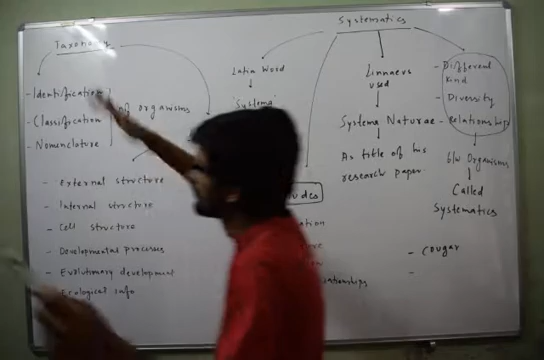 Systematics
Taxonomy
- Identification
- Classification
- Nomenclature
of organisms
- External structure
- Internal structure
- Cell structure
- Developmental processes
- Evolutionary development
- Ecological info
Latin Word
'Systema'
Linnaeus
used
Systema Naturae
As title of his
research paper.
- Different
Kind
- Diversity
- Relationships
b/w Organisms
Called
Systematics
- Cougar
-